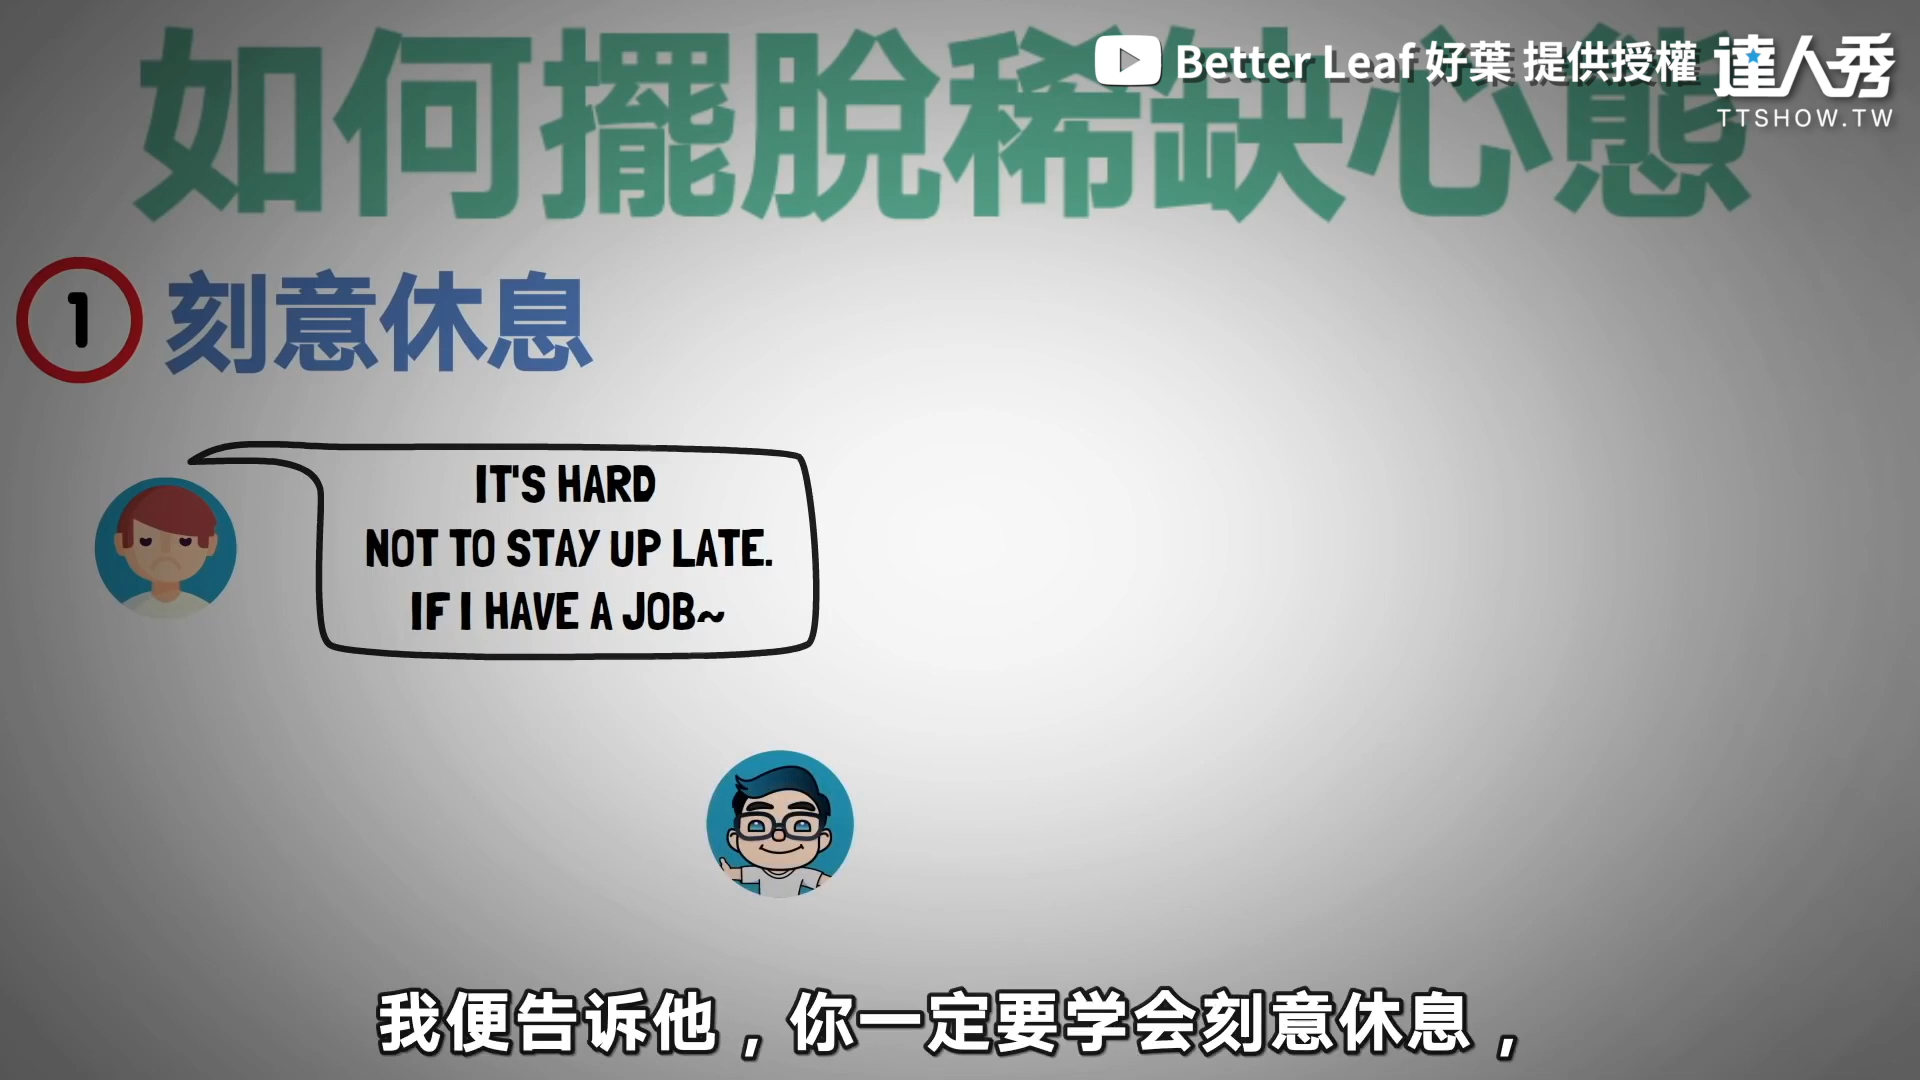 如何擺脫稀缺心態
Better Leaf 好葉 提供授權
達人秀
TTSHOW.TW
1 刻意休息
IT'S HARD
NOT TO STAY UP LATE.
IF I HAVE A JOB~
我便告诉他，你一定要学会刻意休息，